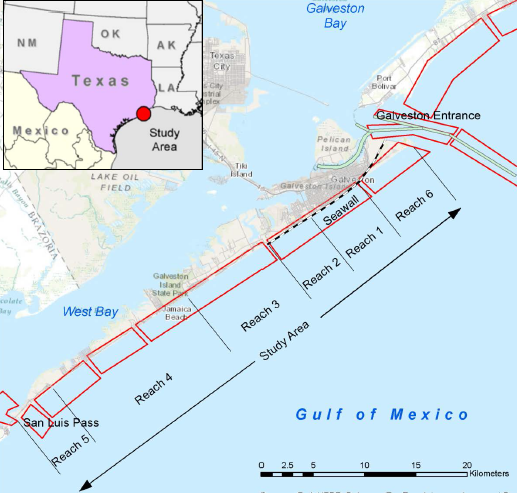 NM
OK
AK
LA
Texas
Mexico
Study
Area
Galveston
Bay
Texas
City
Port
Bolivar
Galveston Entrance
Pelican
Island
Tiki
Island
Galveston
Galveston Island
LAKE OIL
FIELD
BRAZORIA
Seawall
Reach 6
Reach 1
Reach 2
Reach 3
Reach 4
Reach 5
Study Area
Galveston
Island
State Park
Jamaica
Beach
West Bay
San Luis Pass
Gulf of Mexico
0 2.5 5 10 15 20
Kilometers